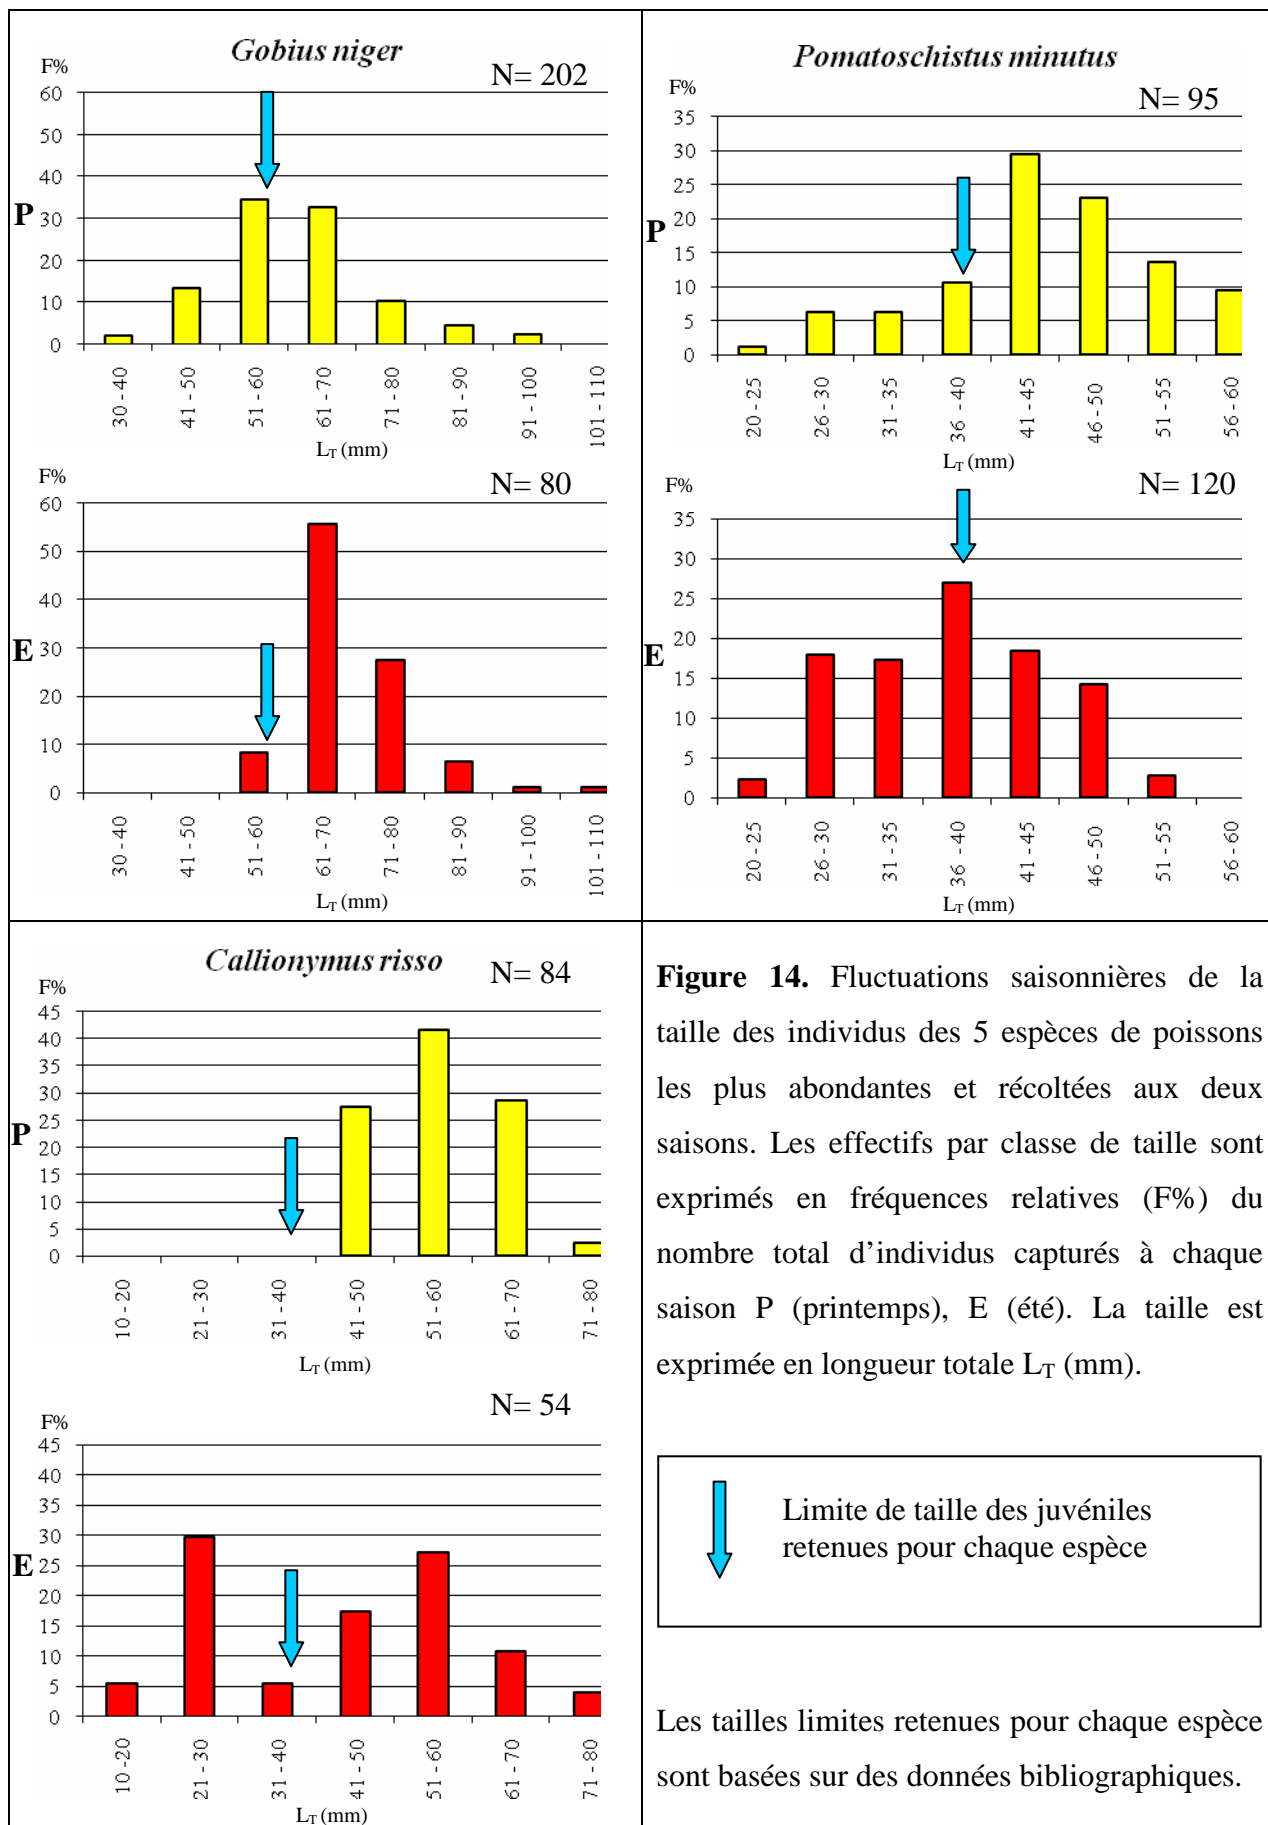 Gobius niger
F%
N= 202
60
50
40
P 30
20
10
0
30 - 40
41 - 50
51 - 60
61 - 70
71 - 80
81 - 90
91 - 100
101 - 110
LT (mm)
F%
N= 80
60
50
40
E 30
20
10
0
30 - 40
41 - 50
51 - 60
61 - 70
71 - 80
81 - 90
91 - 100
101 - 110
LT (mm)
Pomatoschistus minutus
F%
N= 95
35
30
25
20
P 15
10
5
0
20 - 25
26 - 30
31 - 35
36 - 40
41 - 45
46 - 50
51 - 55
56 - 60
LT (mm)
F%
N= 120
35
30
25
20
E 15
10
5
0
20 - 25
26 - 30
31 - 35
36 - 40
41 - 45
46 - 50
51 - 55
56 - 60
LT (mm)
Callionymus risso
F%
N= 84
45
40
35
30
25
P 20
15
10
5
0
10 - 20
21 - 30
31 - 40
41 - 50
51 - 60
61 - 70
71 - 80
LT (mm)
F%
N= 54
45
40
35
30
E 25
20
15
10
5
0
10 -20
21 - 30
31 - 40
41 - 50
51 - 60
61 - 70
71 - 80
LT (mm)
Figure 14. Fluctuations saisonnières de la
taille des individus des 5 espèces de poissons
les plus abondantes et récoltées aux deux
saisons. Les effectifs par classe de taille sont
exprimés en fréquences relatives (F%) du
nombre total d’individus capturés à chaque
saison P (printemps), E (été). La taille est
exprimée en longueur totale LT (mm).
Limite de taille des juvéniles
retenues pour chaque espèce
Les tailles limites retenues pour chaque espèce
sont basées sur des données bibliographiques.